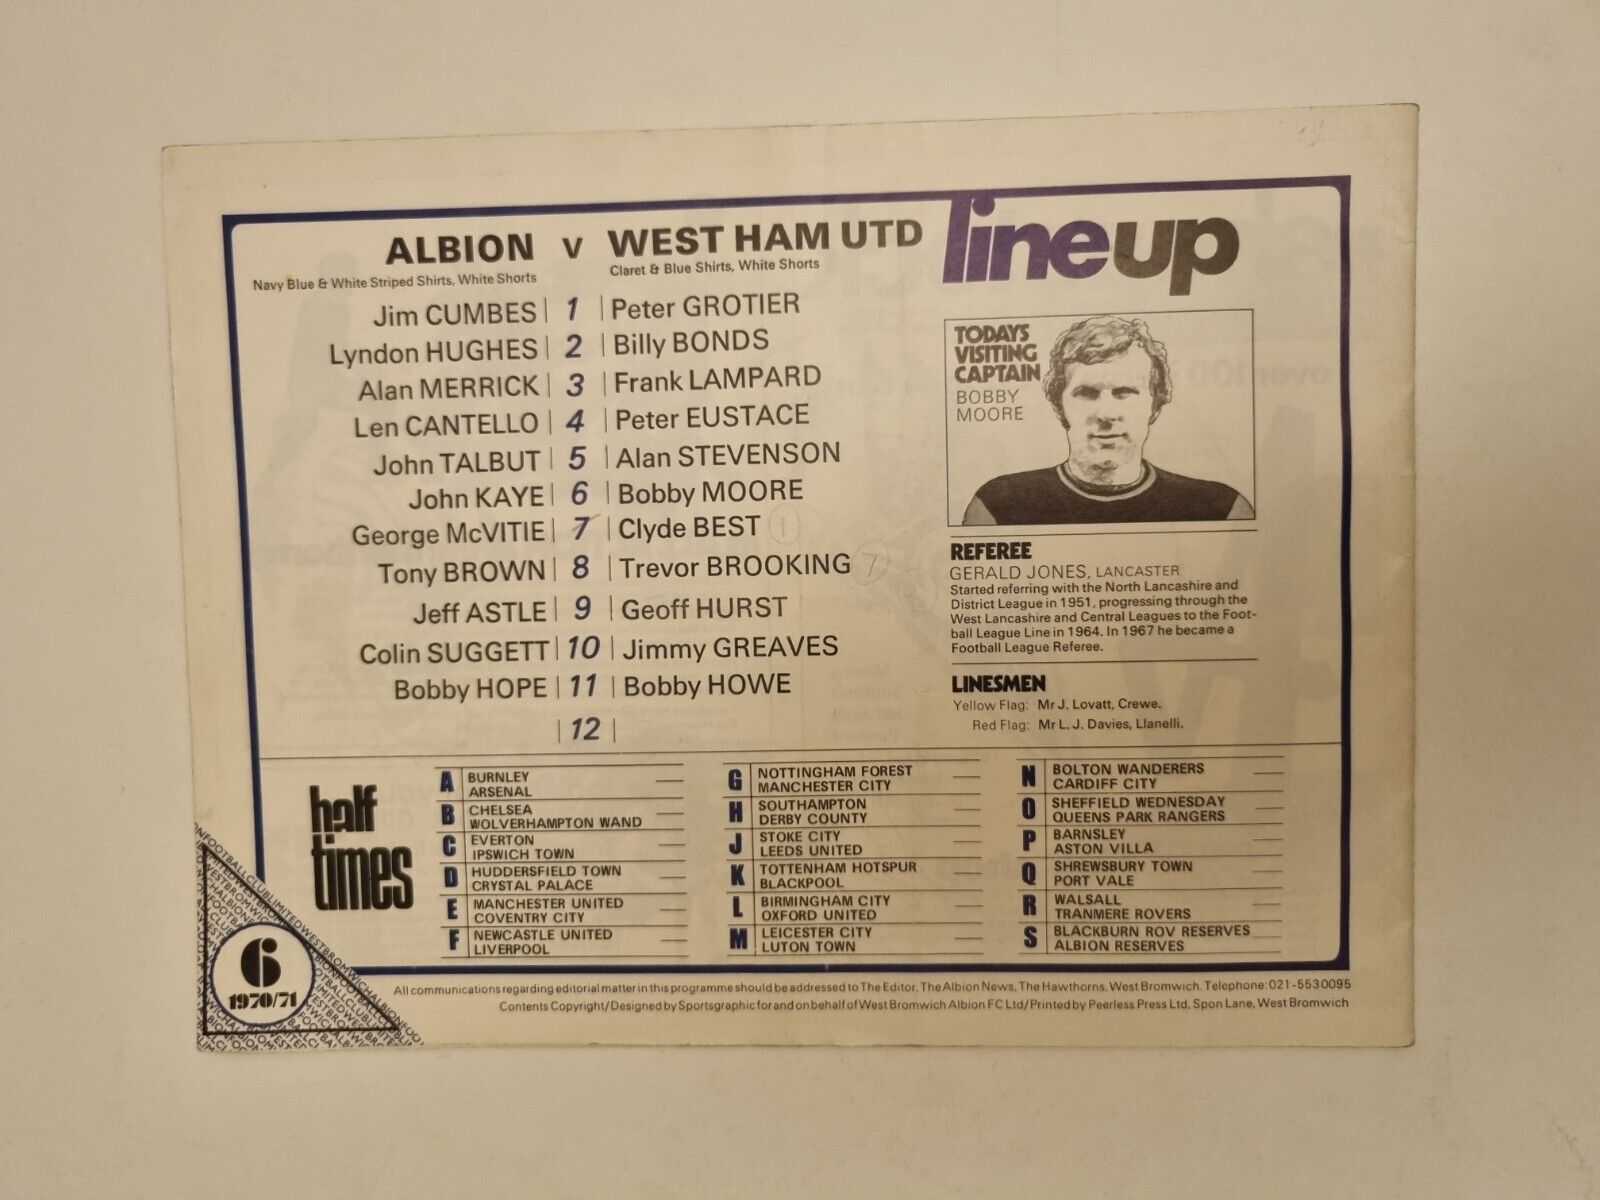 ALBION v WEST HAM UTD
lineup
Navy Blue & White Striped Shirts, White Shorts
Claret & Blue Shirts, White Shorts
Jim CUMBES | 1 | Peter GROTIER
Lyndon HUGHES | 2 | Billy BONDS
Alan MERRICK | 3 | Frank LAMPARD
Len CANTELLO | 4 | Peter EUSTACE
John TALBUT | 5 | Alan STEVENSON
John KAYE | 6 | Bobby MOORE
George McVITIE | 7 | Clyde BEST
Tony BROWN | 8 | Trevor BROOKING 7
Jeff ASTLE | 9 | Geoff HURST
Colin SUGGETT | 10 | Jimmy GREAVES
Bobby HOPE | 11 | Bobby HOWE
| 12 |
TODAYS
VISITING
CAPTAIN
BOBBY
MOORE
REFEREE
GERALD JONES, LANCASTER
Started referring with the North Lancashire and
District League in 1951, progressing through the
West Lancashire and Central Leagues to the Foot-
ball League Line in 1964. In 1967 he became a
Football League Referee.
LINESMEN
Yellow Flag: Mr J. Lovatt, Crewe.
Red Flag: Mr L. J. Davies, Llanelli.
half
times
A BURNLEY
ARSENAL
B CHELSEA
WOLVERHAMPTON WAND
C EVERTON
IPSWICH TOWN
D HUDDERSFIELD TOWN
CRYSTAL PALACE
E MANCHESTER UNITED
COVENTRY CITY
F NEWCASTLE UNITED
LIVERPOOL
G NOTTINGHAM FOREST
MANCHESTER CITY
H SOUTHAMPTON
DERBY COUNTY
J STOKE CITY
LEEDS UNITED
K TOTTENHAM HOTSPUR
BLACKPOOL
L BIRMINGHAM CITY
OXFORD UNITED
M LEICESTER CITY
LUTON TOWN
N BOLTON WANDERERS
CARDIFF CITY
O SHEFFIELD WEDNESDAY
QUEENS PARK RANGERS
P BARNSLEY
ASTON VILLA
Q SHREWSBURY TOWN
PORT VALE
R WALSALL
TRANMERE ROVERS
S BLACKBURN ROV RESERVES
ALBION RESERVES
6
1970/71
All communications regarding editorial matter in this programme should be addressed to The Editor, The Albion News, The Hawthorns, West Bromwich. Telephone: 021-553 0095
Contents Copyright/Designed by Sportsgraphic for and on behalf of West Bromwich Albion FC Ltd/Printed by Peerless Press Ltd, Spon Lane, West Bromwich